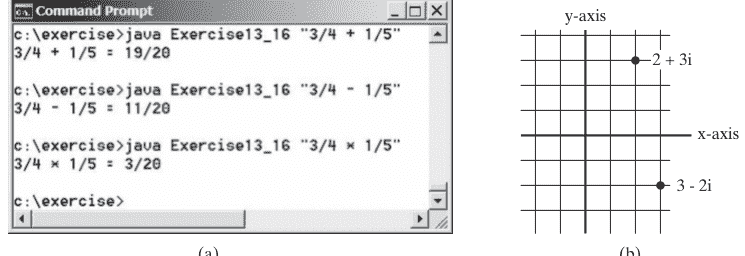 Command Prompt
c:\exercise>java Exercise13_16 "3/4 + 1/5"
3/4 + 1/5 = 19/20
c:\exercise>java Exercise13_16 "3/4 - 1/5"
3/4 - 1/5 = 11/20
c:\exercise>java Exercise13_16 "3/4 * 1/5"
3/4 * 1/5 = 3/20
c:\exercise>
(a)
y-axis
2 + 3i
x-axis
3 - 2i
(b)